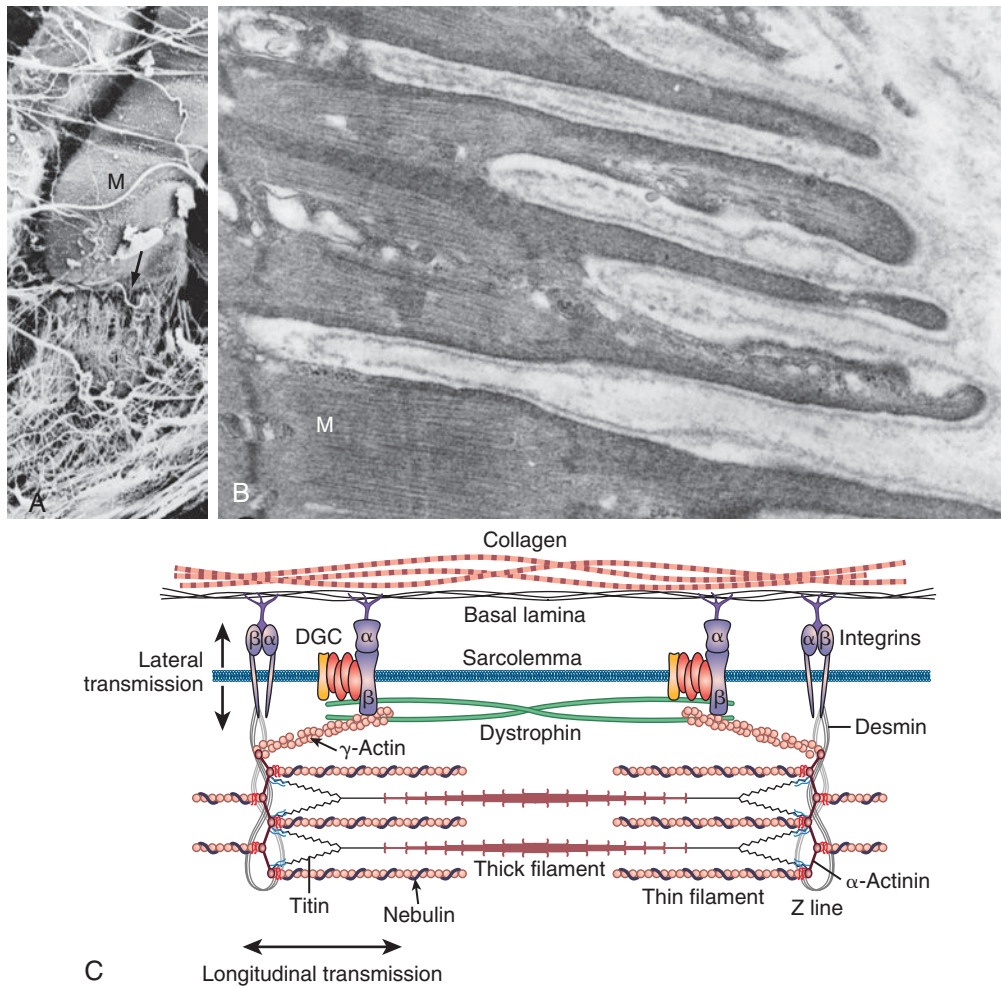 M
A
M
B
Collagen
Basal lamina
β α
DGC
α
α
α β
Integrins
Lateral
transmission
Sarcolemma
β
β
Dystrophin
Desmin
γ-Actin
Thick filament
Thin filament
α-Actinin
Titin
Nebulin
Z line
Longitudinal transmission
C